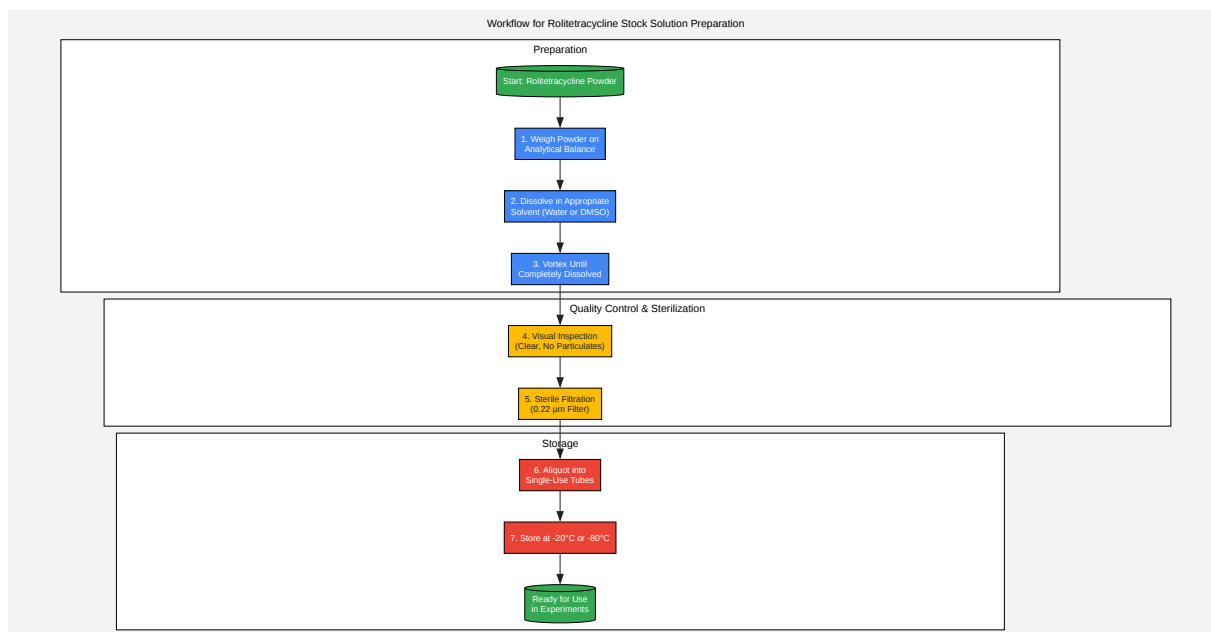 Workflow for Rolitetracycline Stock Solution Preparation
Preparation
Start: Rolitetracycline Powder
1. Weigh Powder on
Analytical Balance
2. Dissolve in Appropriate
Solvent (Water or DMSO)
3. Vortex Until
Completely Dissolved
Quality Control & Sterilization
4. Visual Inspection
(Clear, No Particulates)
5. Sterile Filtration
(0.22 µm Filter)
Storage
6. Aliquot into
Single-Use Tubes
7. Store at -20°C or -80°C
Ready for Use
in Experiments